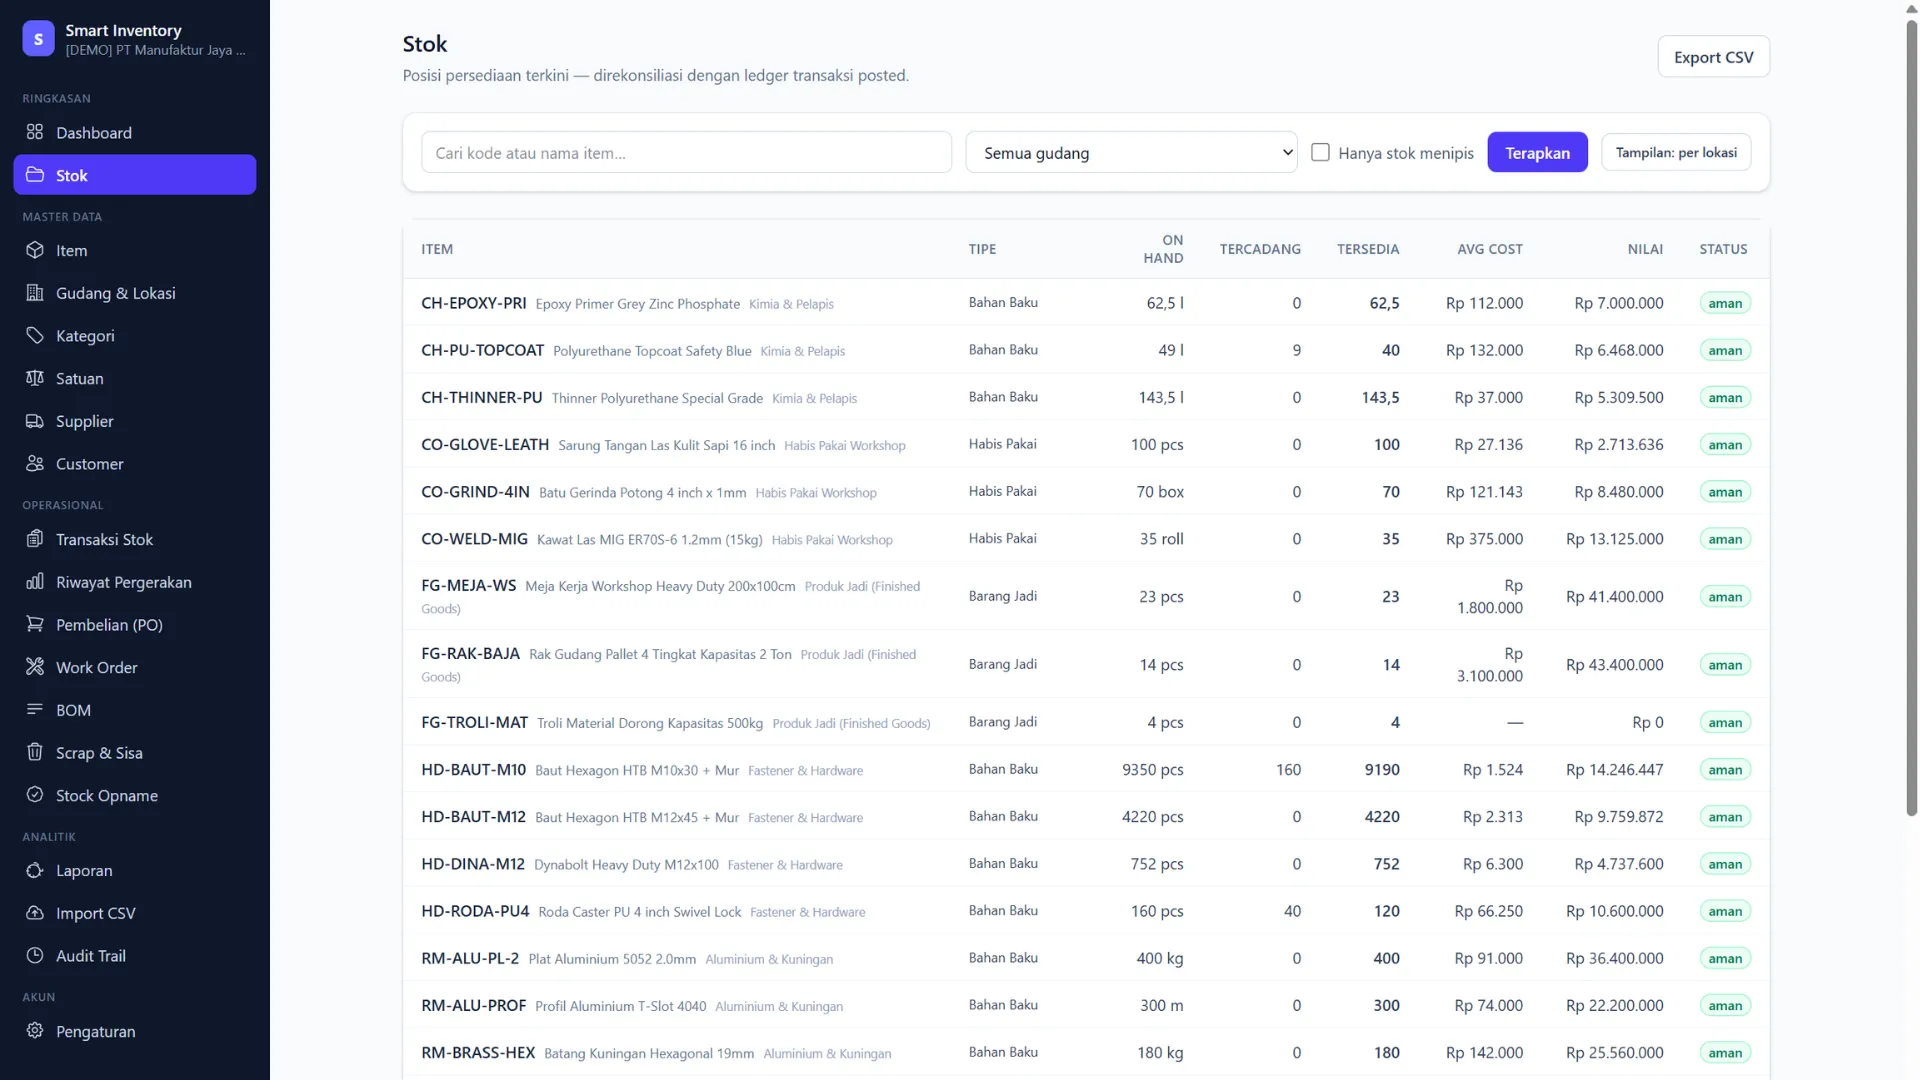 S
Smart Inventory
[DEMO] PT Manufaktur Jaya ...
RINGKASAN
Dashboard
Stok
MASTER DATA
Item
Gudang & Lokasi
Kategori
Satuan
Supplier
Customer
OPERASIONAL
Transaksi Stok
Riwayat Pergerakan
Pembelian (PO)
Work Order
BOM
Scrap & Sisa
Stock Opname
ANALITIK
Laporan
Import CSV
Audit Trail
AKUN
Pengaturan
Stok
Posisi persediaan terkini — direkonsiliasi dengan ledger transaksi posted.
Export CSV
Cari kode atau nama item... Semua gudang Hanya stok menipis Terapkan Tampilan: per lokasi
ITEM TIPE ON HAND TERCADANG TERSEDIA AVG COST NILAI STATUS
CH-EPOXY-PRI Epoxy Primer Grey Zinc Phosphate Kimia & Pelapis Bahan Baku 62,5 l 0 62,5 Rp 112.000 Rp 7.000.000 aman
CH-PU-TOPCOAT Polyurethane Topcoat Safety Blue Kimia & Pelapis Bahan Baku 49 l 9 40 Rp 132.000 Rp 6.468.000 aman
CH-THINNER-PU Thinner Polyurethane Special Grade Kimia & Pelapis Bahan Baku 143,5 l 0 143,5 Rp 37.000 Rp 5.309.500 aman
CO-GLOVE-LEATH Sarung Tangan Las Kulit Sapi 16 inch Habis Pakai Workshop Habis Pakai 100 pcs 0 100 Rp 27.136 Rp 2.713.636 aman
CO-GRIND-4IN Batu Gerinda Potong 4 inch x 1mm Habis Pakai Workshop Habis Pakai 70 box 0 70 Rp 121.143 Rp 8.480.000 aman
CO-WELD-MIG Kawat Las MIG ER70S-6 1.2mm (15kg) Habis Pakai Workshop Habis Pakai 35 roll 0 35 Rp 375.000 Rp 13.125.000 aman
FG-MEJA-WS Meja Kerja Workshop Heavy Duty 200x100cm Produk Jadi (Finished Goods) Barang Jadi 23 pcs 0 23 Rp 1.800.000 Rp 41.400.000 aman
FG-RAK-BAJA Rak Gudang Pallet 4 Tingkat Kapasitas 2 Ton Produk Jadi (Finished Goods) Barang Jadi 14 pcs 0 14 Rp 3.100.000 Rp 43.400.000 aman
FG-TROLI-MAT Troli Material Dorong Kapasitas 500kg Produk Jadi (Finished Goods) Barang Jadi 4 pcs 0 4 — Rp 0 aman
HD-BAUT-M10 Baut Hexagon HTB M10x30 + Mur Fastener & Hardware Bahan Baku 9350 pcs 160 9190 Rp 1.524 Rp 14.246.447 aman
HD-BAUT-M12 Baut Hexagon HTB M12x45 + Mur Fastener & Hardware Bahan Baku 4220 pcs 0 4220 Rp 2.313 Rp 9.759.872 aman
HD-DINA-M12 Dynabolt Heavy Duty M12x100 Fastener & Hardware Bahan Baku 752 pcs 0 752 Rp 6.300 Rp 4.737.600 aman
HD-RODA-PU4 Roda Caster PU 4 inch Swivel Lock Fastener & Hardware Bahan Baku 160 pcs 40 120 Rp 66.250 Rp 10.600.000 aman
RM-ALU-PL-2 Plat Aluminium 5052 2.0mm Aluminium & Kuningan Bahan Baku 400 kg 0 400 Rp 91.000 Rp 36.400.000 aman
RM-ALU-PROF Profil Aluminium T-Slot 4040 Aluminium & Kuningan Bahan Baku 300 m 0 300 Rp 74.000 Rp 22.200.000 aman
RM-BRASS-HEX Batang Kuningan Hexagonal 19mm Aluminium & Kuningan Bahan Baku 180 kg 0 180 Rp 142.000 Rp 25.560.000 aman